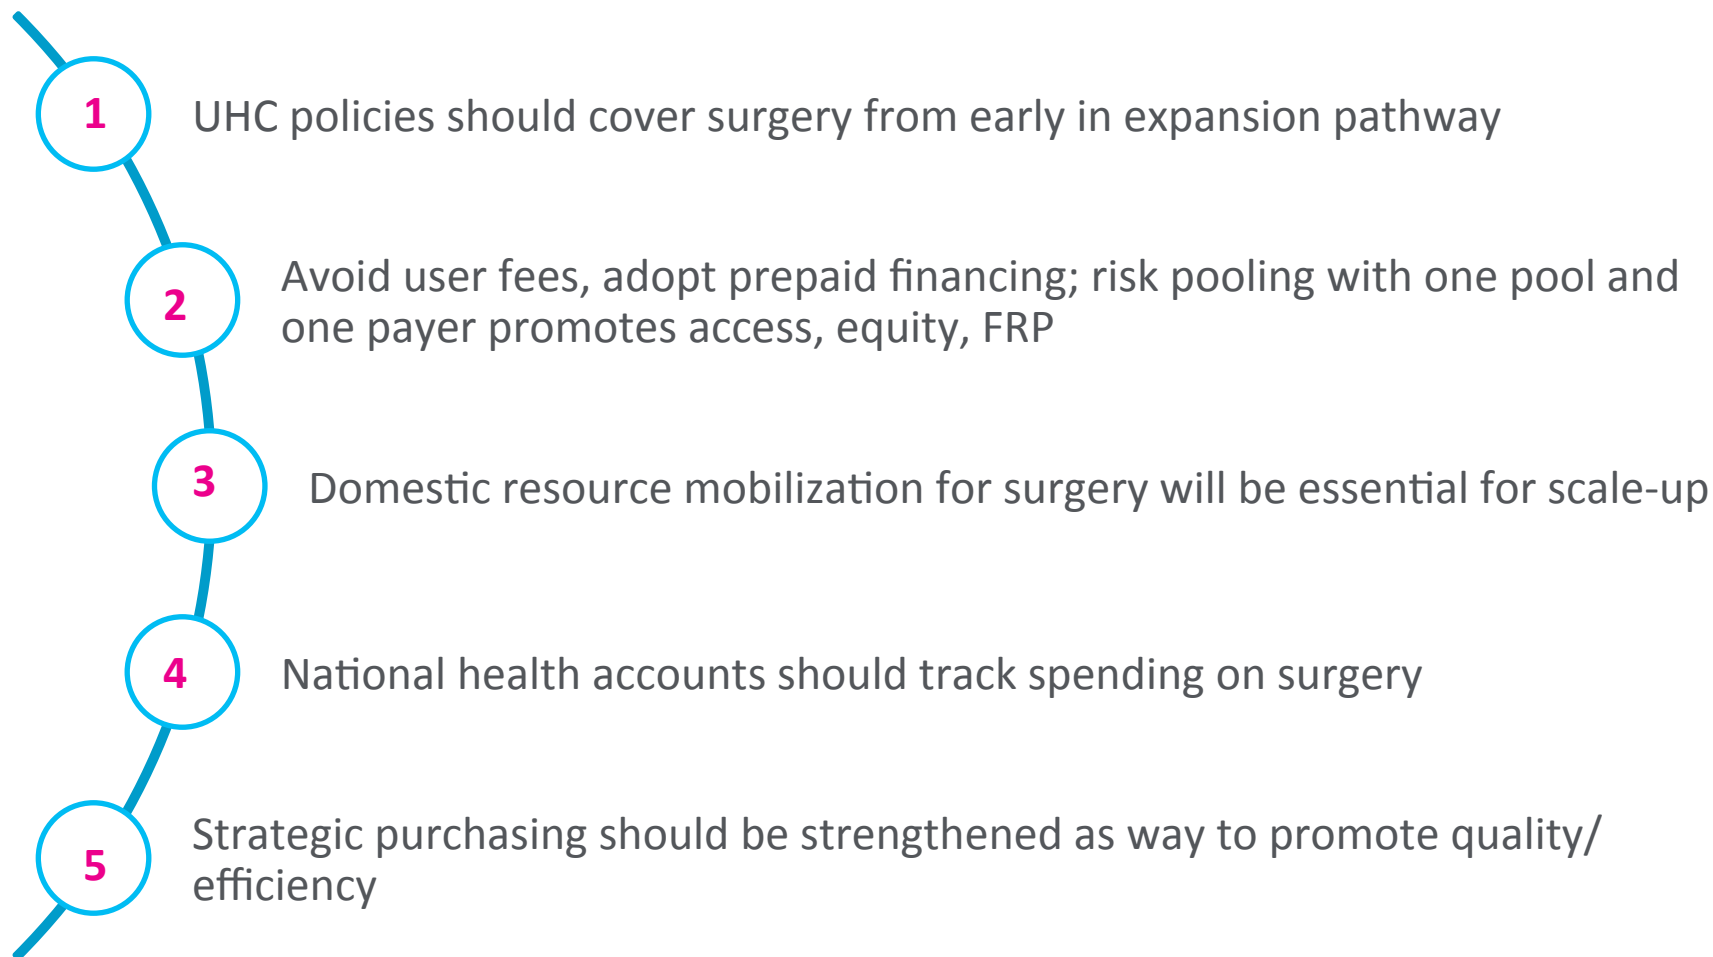 1
UHC policies should cover surgery from early in expansion pathway
2
Avoid user fees, adopt prepaid financing; risk pooling with one pool and
one payer promotes access, equity, FRP
3
Domestic resource mobilization for surgery will be essential for scale-up
4
National health accounts should track spending on surgery
5
Strategic purchasing should be strengthened as way to promote quality/
efficiency